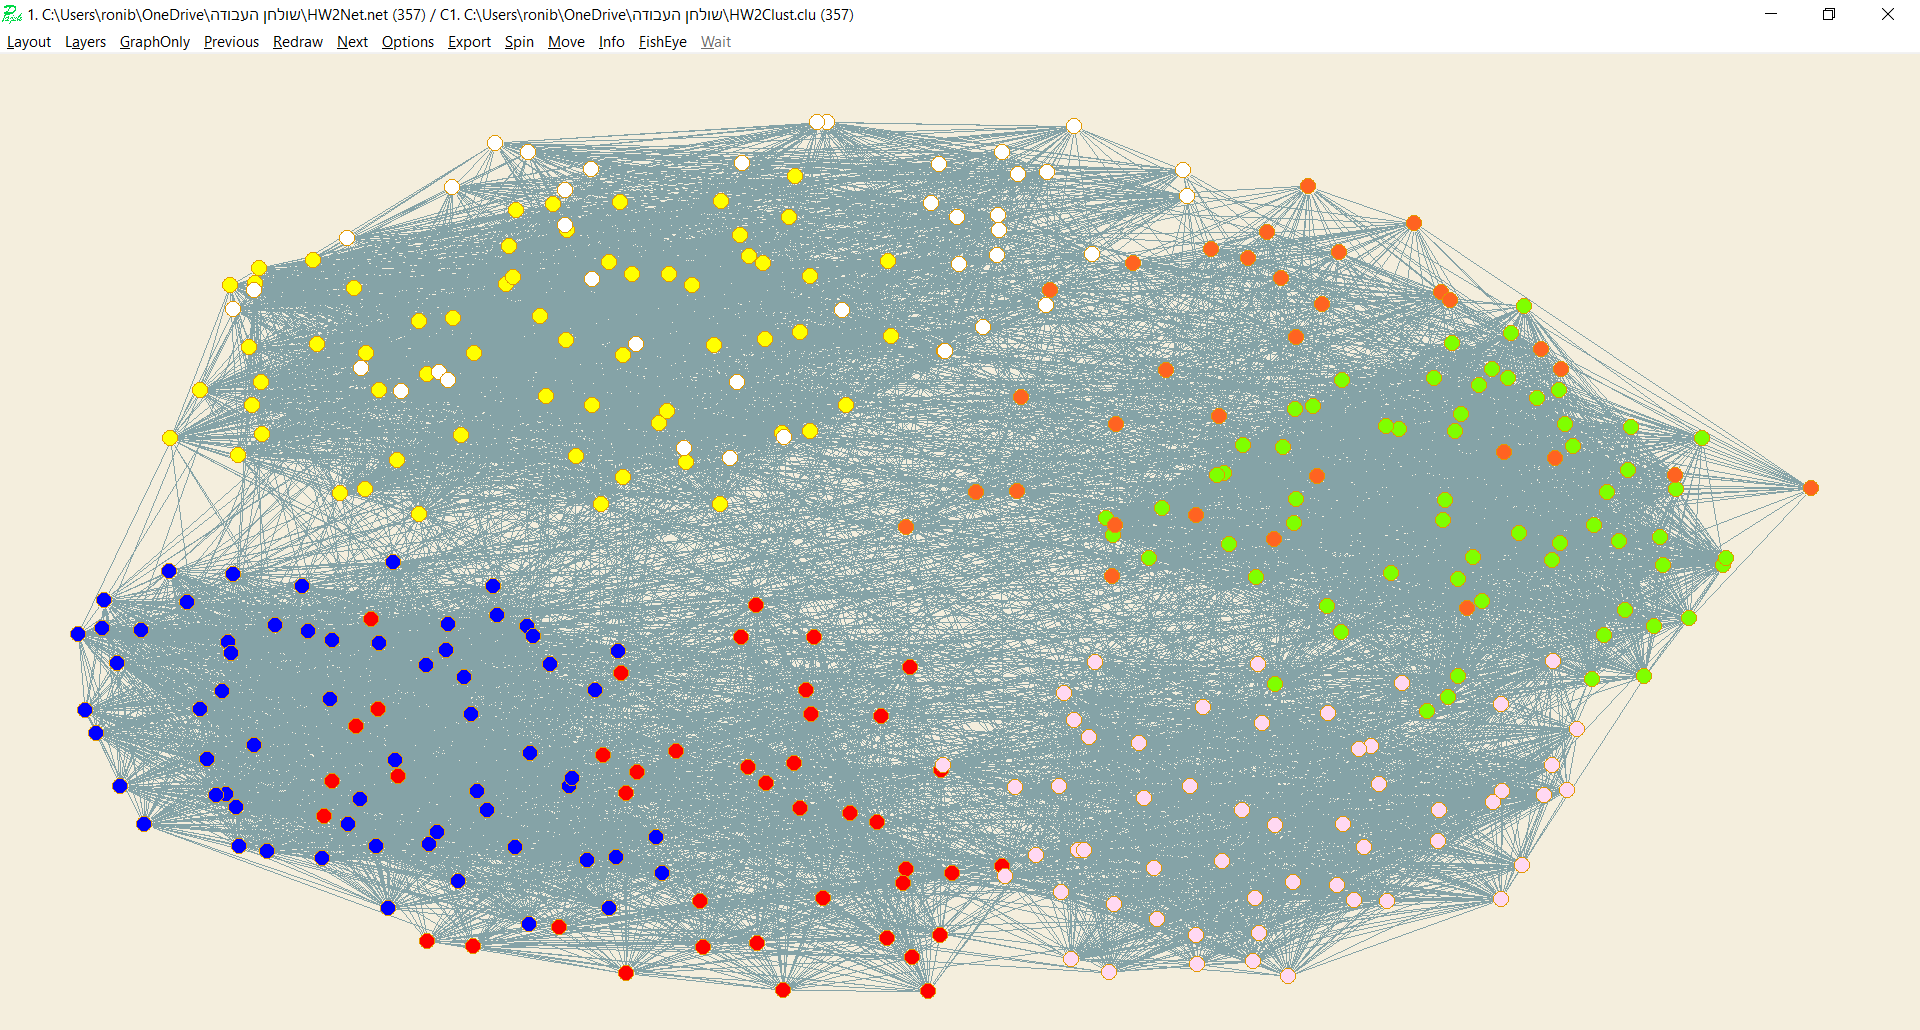 1. C:\Users\ronib\OneDrive\שולחן העבודה\HW2Net.net (357) / C1. C:\Users\ronib\OneDrive\שולחן העבודה\HW2Clust.clu (357)
Layout Layers GraphOnly Previous Redraw Next Options Export Spin Move Info FishEye Wait